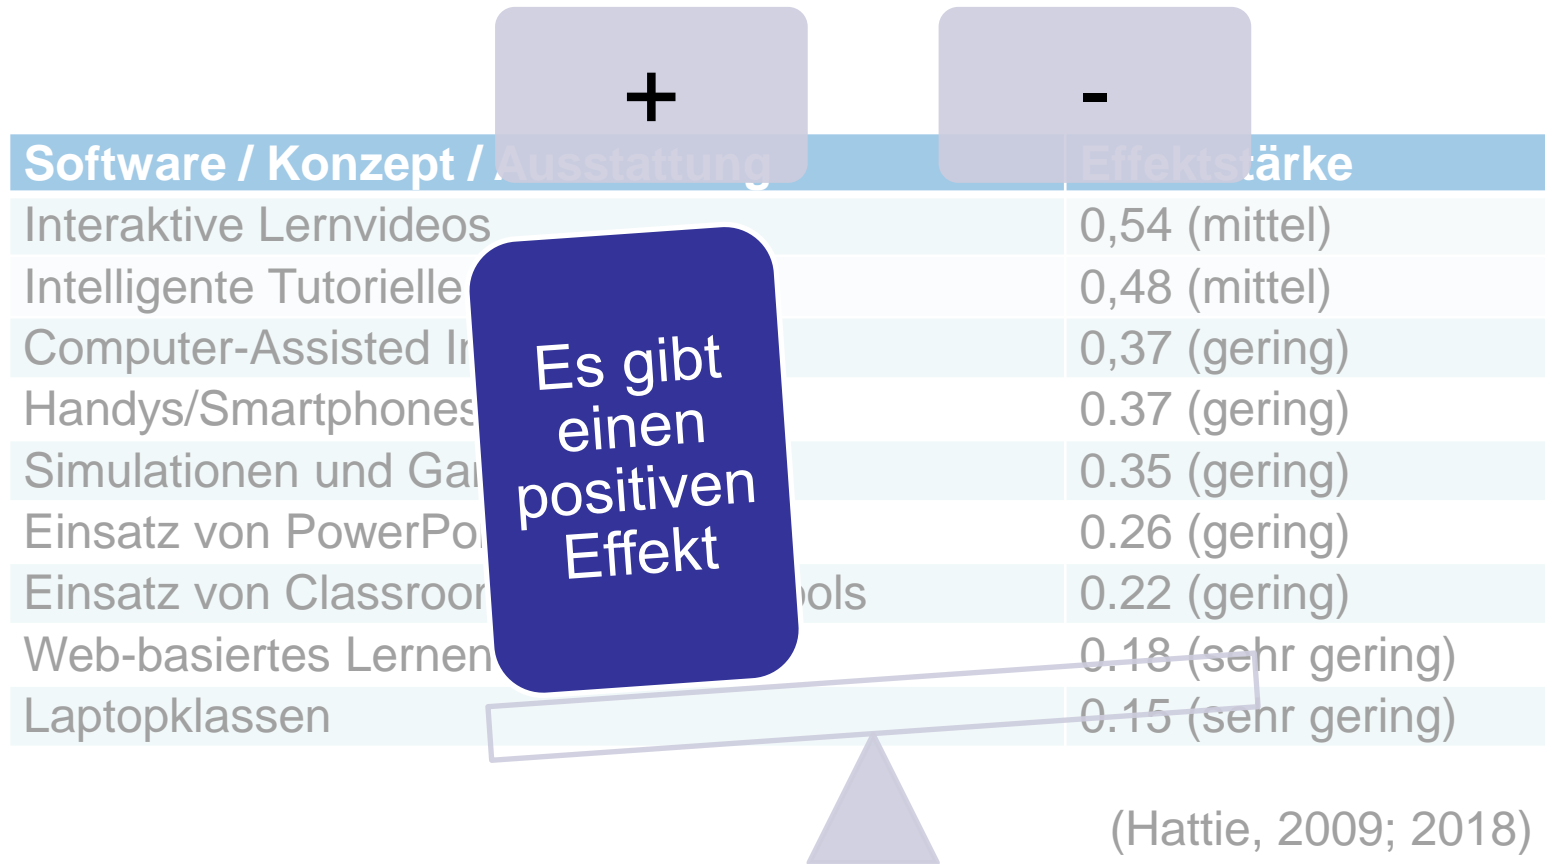 + -
Software / Konzept / Ausstattung Effektstärke
Interaktive Lernvideos 0,54 (mittel)
Intelligente Tutorielle 0,48 (mittel)
Computer-Assisted 0,37 (gering)
Handys/Smartphones 0.37 (gering)
Simulationen und 0.35 (gering)
Einsatz von 0.26 (gering)
Einsatz von 0.22 (gering)
Web-basiertes Lernen 0.18 (sehr gering)
Laptopklassen 0.15 (sehr gering)
Es gibt
einen
positiven
Effekt
(Hattie, 2009; 2018)